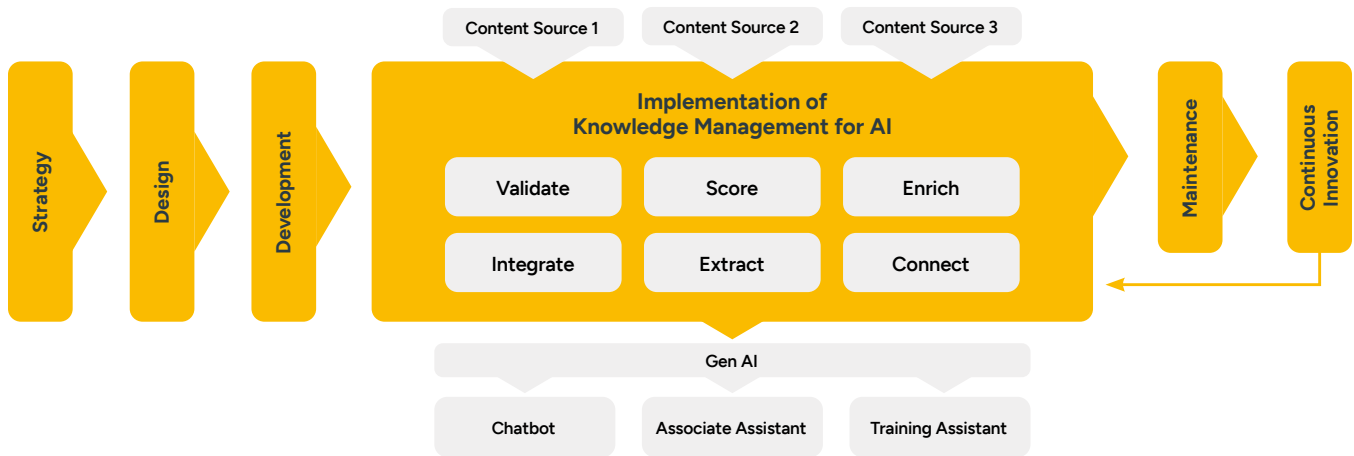 Content Source 1
Content Source 2
Content Source 3
Strategy
Design
Development
Implementation of
Knowledge Management for AI
Validate
Score
Enrich
Integrate
Extract
Connect
Maintenance
Continuous
Innovation
Gen AI
Chatbot
Associate Assistant
Training Assistant